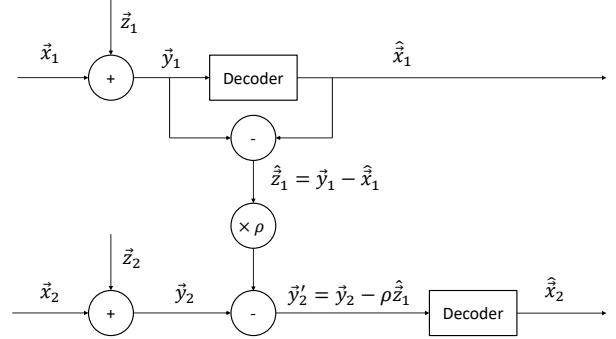 z⃗₁
x⃗₁
y⃗₁
x̂⃗₁
+
Decoder
-
ẑ⃗₁ = y⃗₁ − x̂⃗₁
× ρ
z⃗₂
x⃗₂
y⃗₂
y⃗₂′ = y⃗₂ − ρẑ⃗₁
x̂⃗₂
+
-
Decoder